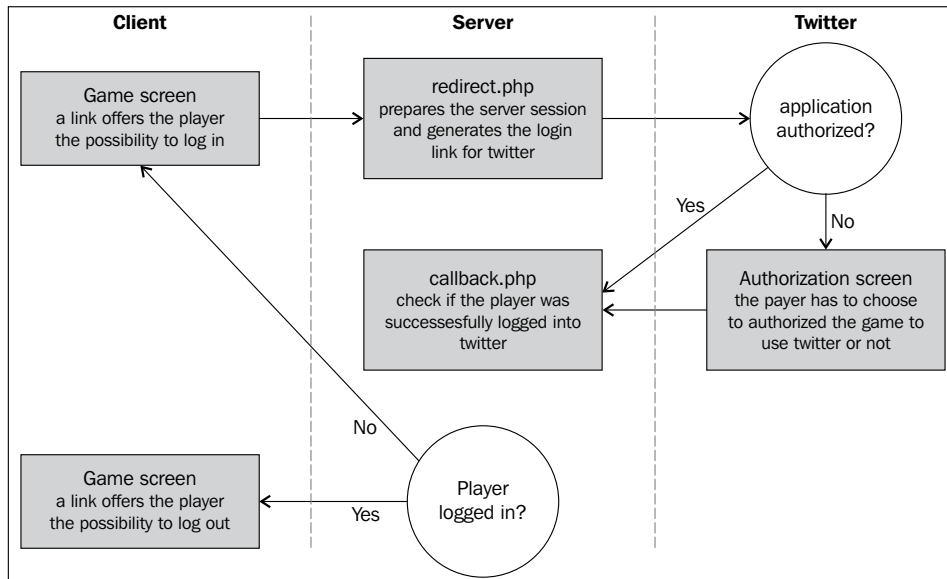 Client
Server
Twitter
Game screen
a link offers the player
the possibility to log in
redirect.php
prepares the server session
and generates the login
link for twitter
application
authorized?
Yes
No
callback.php
check if the player was
successesfully logged into
twitter
Authorization screen
the payer has to choose
to authorized the game to
use twitter or not
No
Game screen
a link offers the player
the possibility to log out
Yes
Player
logged in?